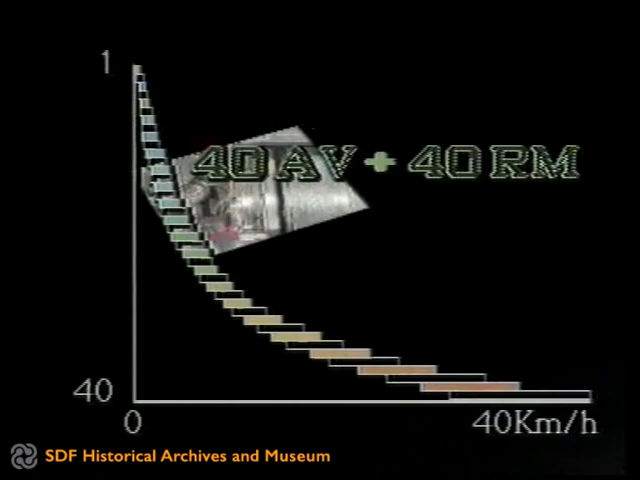 1
40 AV + 40 RM
40
0
40Km/h
SDF Historical Archives and Museum